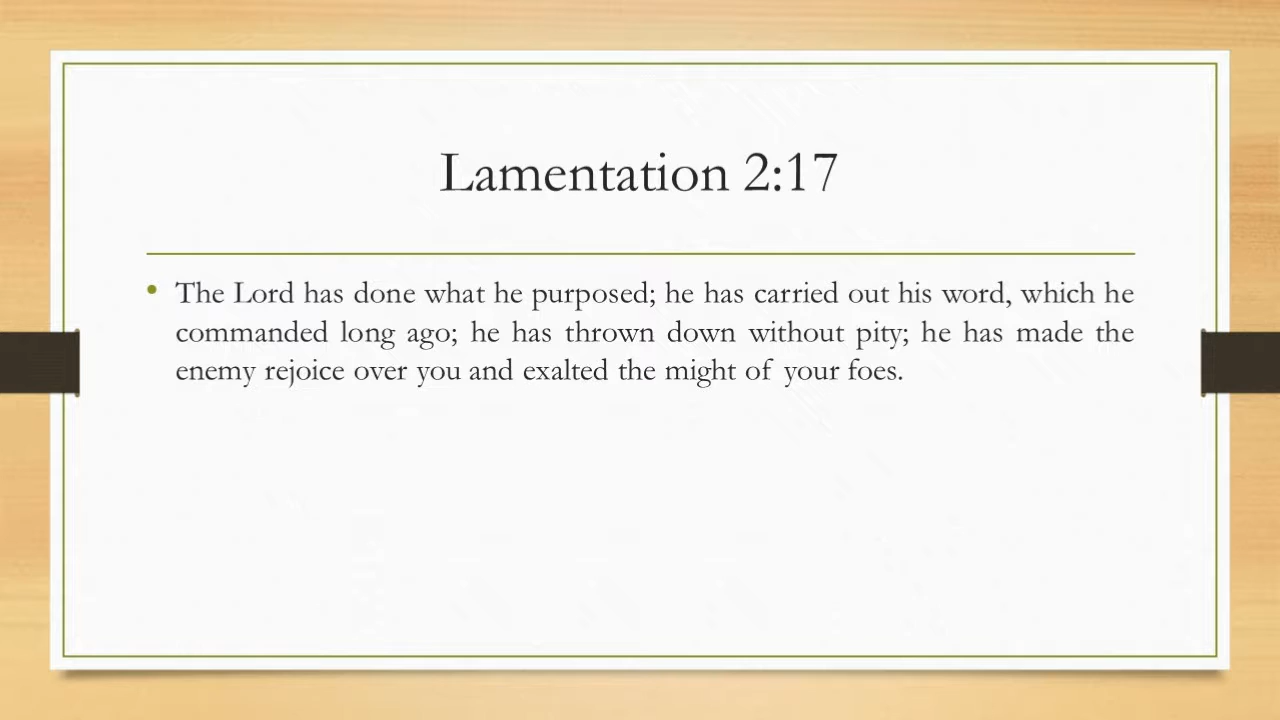 Lamentation 2:17
• The Lord has done what he purposed; he has carried out his word, which he
commanded long ago; he has thrown down without pity; he has made the
enemy rejoice over you and exalted the might of your foes.